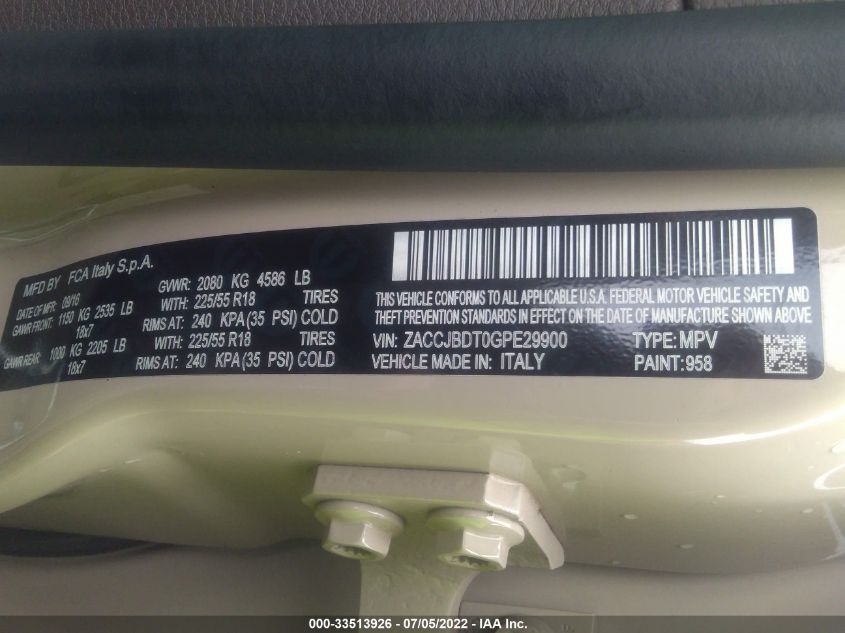 MFD BY FCA Italy S.p.A.
DATE OF MFR: 09/16 GVWR: 2080 KG 4586 LB
GAWR FRONT: 1150 KG 2535 LB WITH: 225/55 R18 TIRES
18x7 RIMS AT: 240 KPA (35 PSI) COLD
GAWR REAR: 1000 KG 2205 LB WITH: 225/55 R18 TIRES
18x7 RIMS AT: 240 KPA (35 PSI) COLD
THIS VEHICLE CONFORMS TO ALL APPLICABLE U.S.A. FEDERAL MOTOR VEHICLE SAFETY AND
THEFT PREVENTION STANDARDS IN EFFECT ON THE DATE OF MANUFACTURE SHOWN ABOVE
VIN: ZACCJBDT0GPE29900 TYPE: MPV
VEHICLE MADE IN: ITALY PAINT: 958
000-33513926 - 07/05/2022 - IAA Inc.